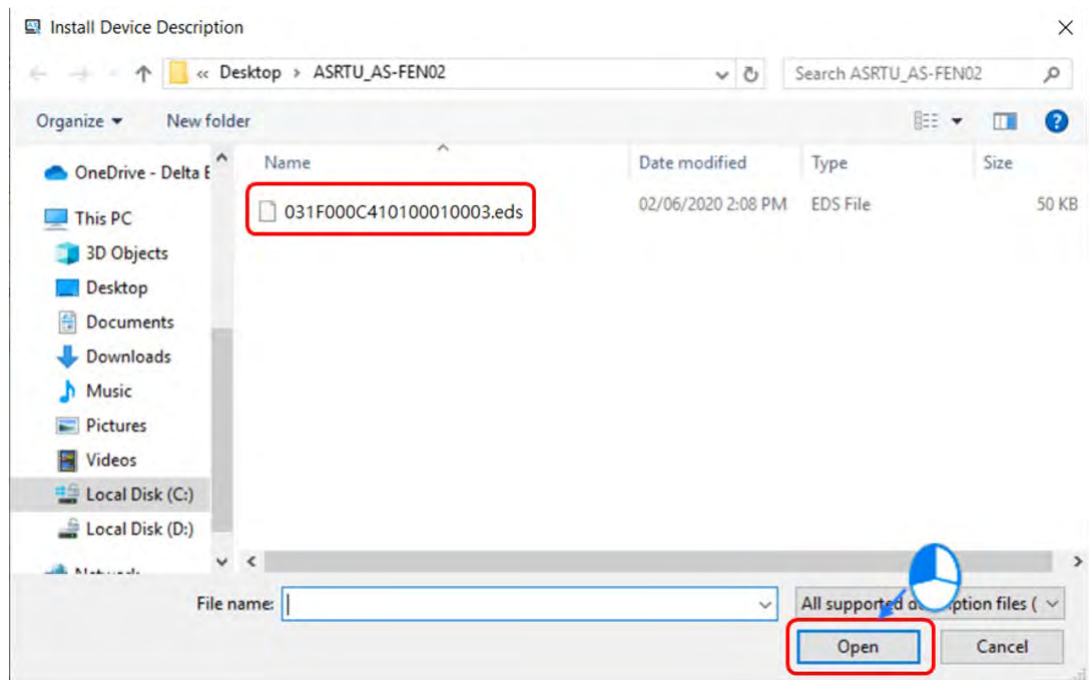 Install Device Description
« Desktop > ASRTU_AS-FEN02
Search ASRTU_AS-FEN02
Organize
New folder
Name
Date modified
Type
Size
OneDrive - Delta E
031F000C410100010003.eds
02/06/2020 2:08 PM
EDS File
50 KB
This PC
3D Objects
Desktop
Documents
Downloads
Music
Pictures
Videos
Local Disk (C:)
Local Disk (D:)
File name:
All supported ption files (
Open
Cancel